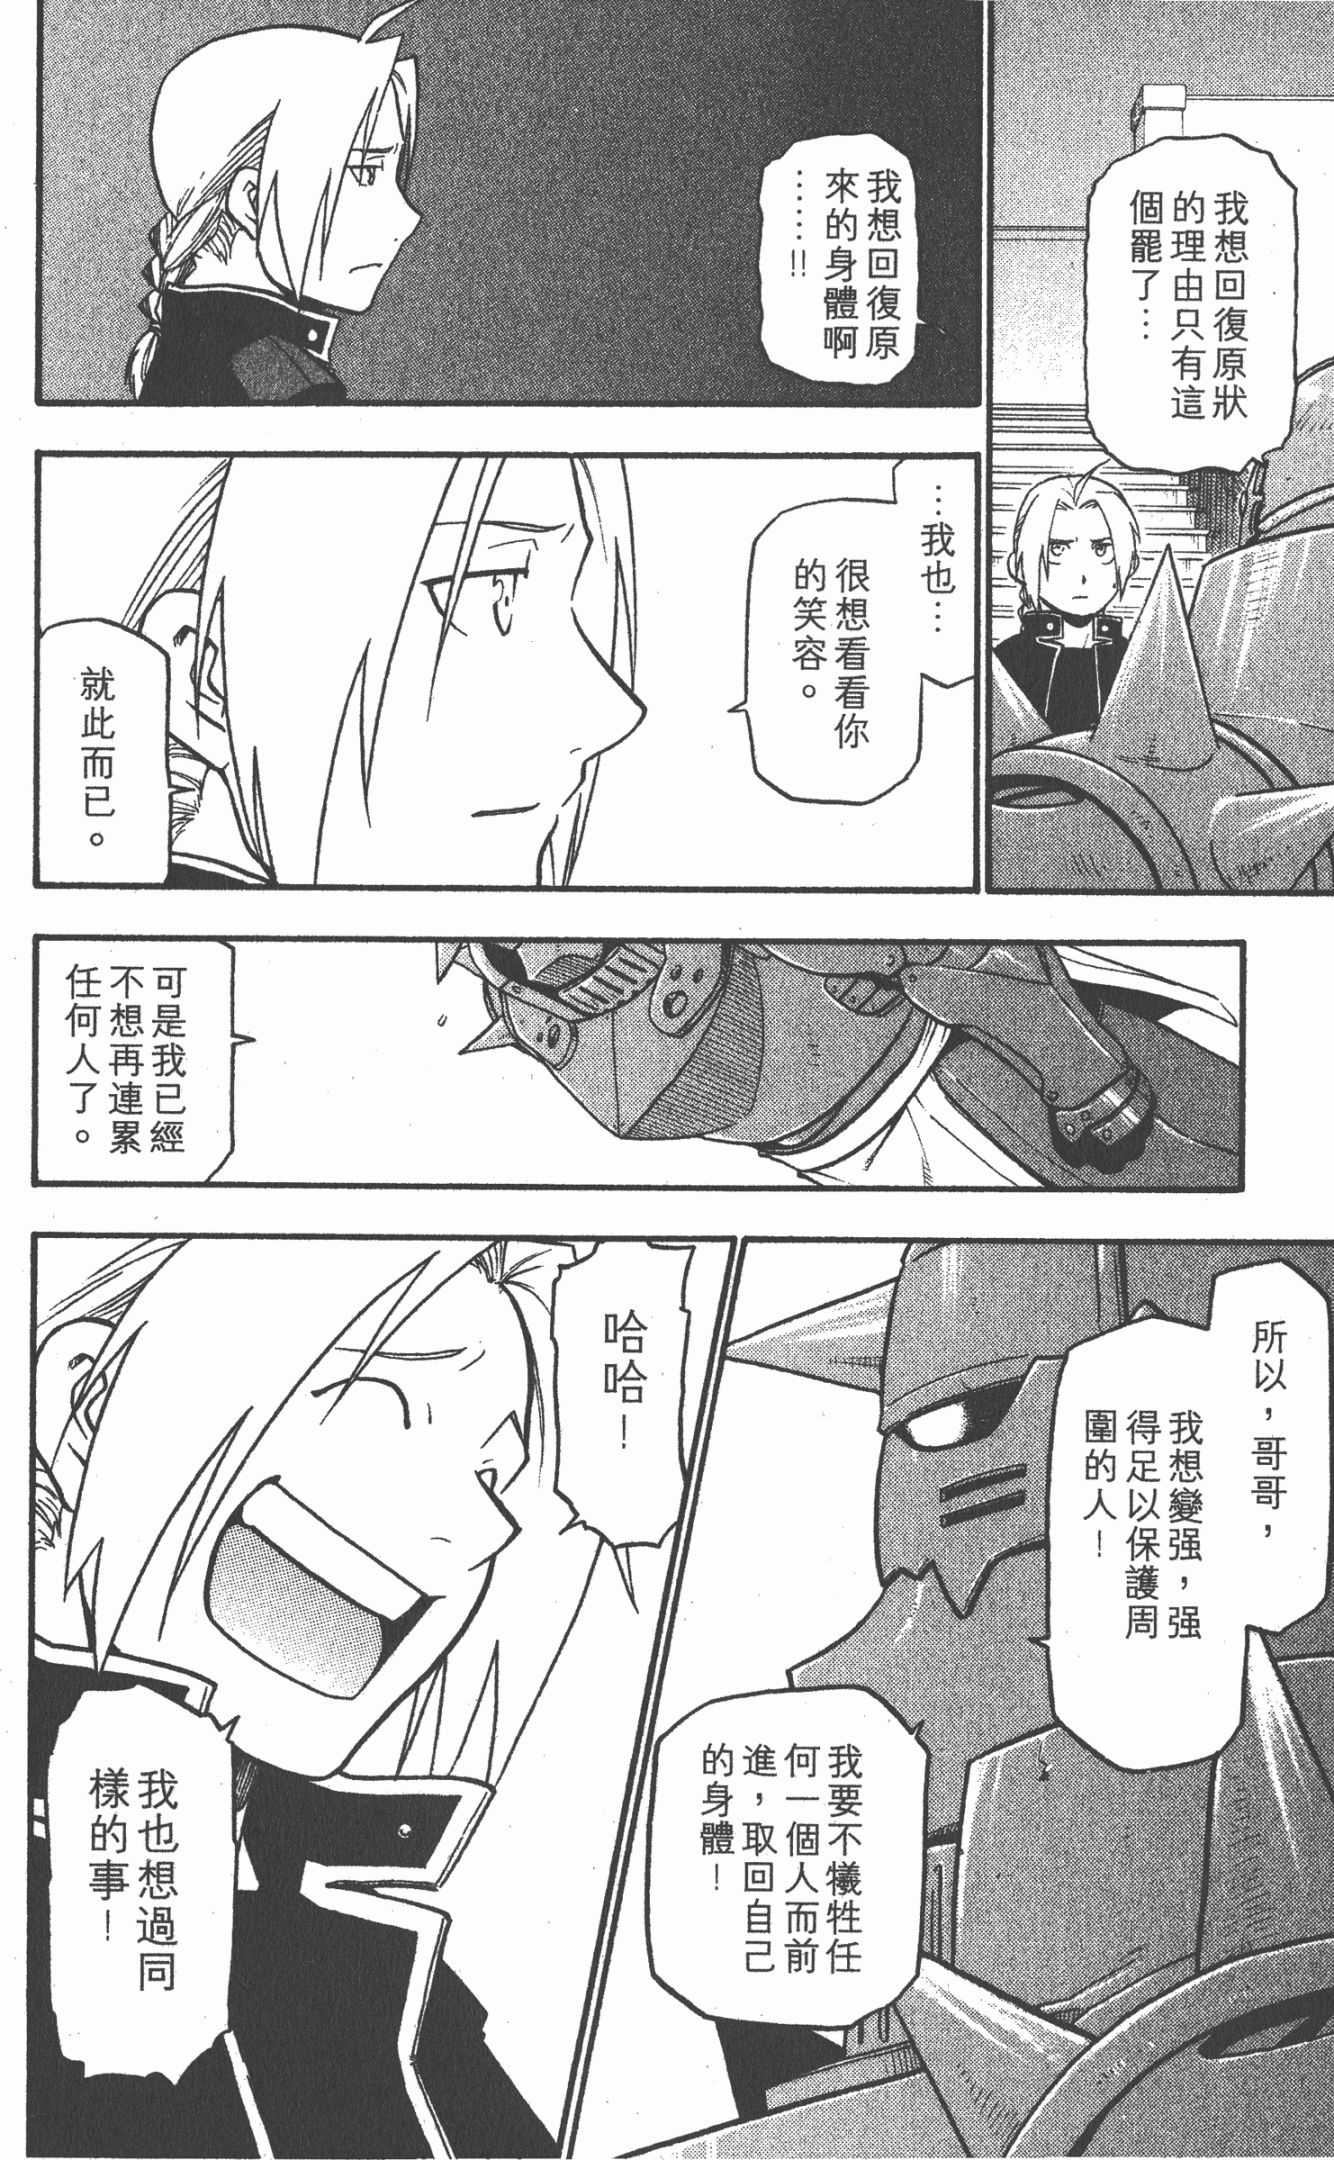 我想回復原狀
的理由只有這
個罷了…
我想回復原
來的身體啊
……!!
…我也…
很想看看你
的笑容。
就此而已。
可是我已經
不想再連累
任何人了。
所以，哥哥，
我想變强，强
得足以保護周
圍的人！
我要不犧牲任
何一個人而前
進，取回自己
的身體！
哈哈！
我也想過同
樣的事！